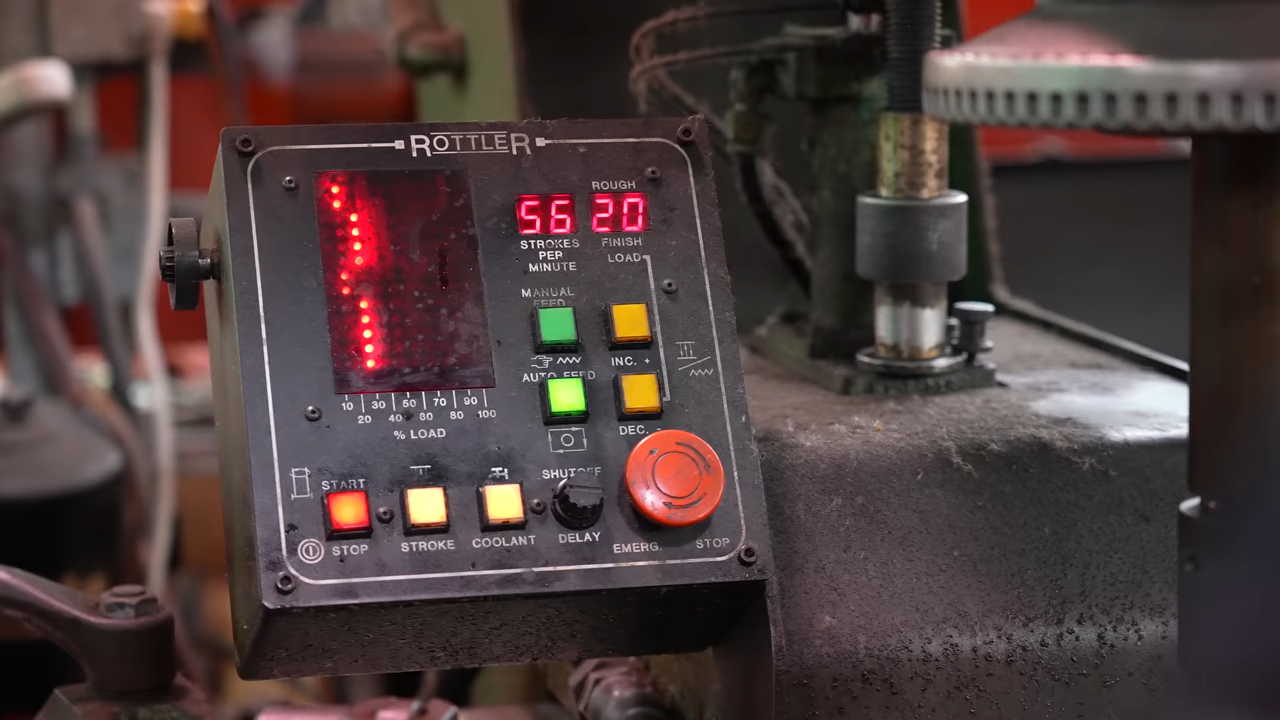 ROTTLER
ROUGH
56 20
STROKES PER MINUTE
FINISH
LOAD
MANUAL FEED
INC. +
AUTO FEED
DEC. -
10 30 50 70 90
20 40 60 80 100
% LOAD
START
STOP
STROKE
COOLANT
SHUTOFF
DELAY
EMERG. STOP